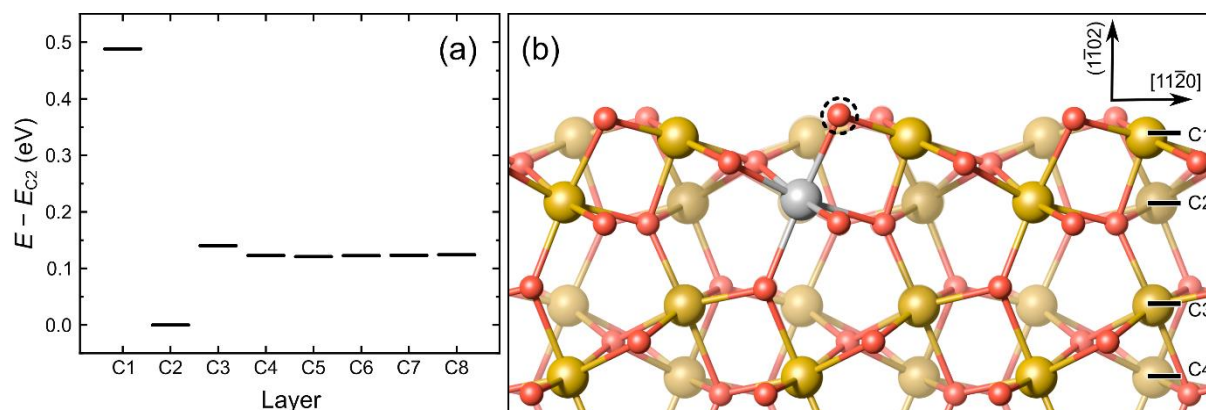 (a)
E − E_C2 (eV)
0.5
0.4
0.3
0.2
0.1
0.0
C1 C2 C3 C4 C5 C6 C7 C8
Layer
(b)
(11̅02)
[112̅0]
C1
C2
C3
C4